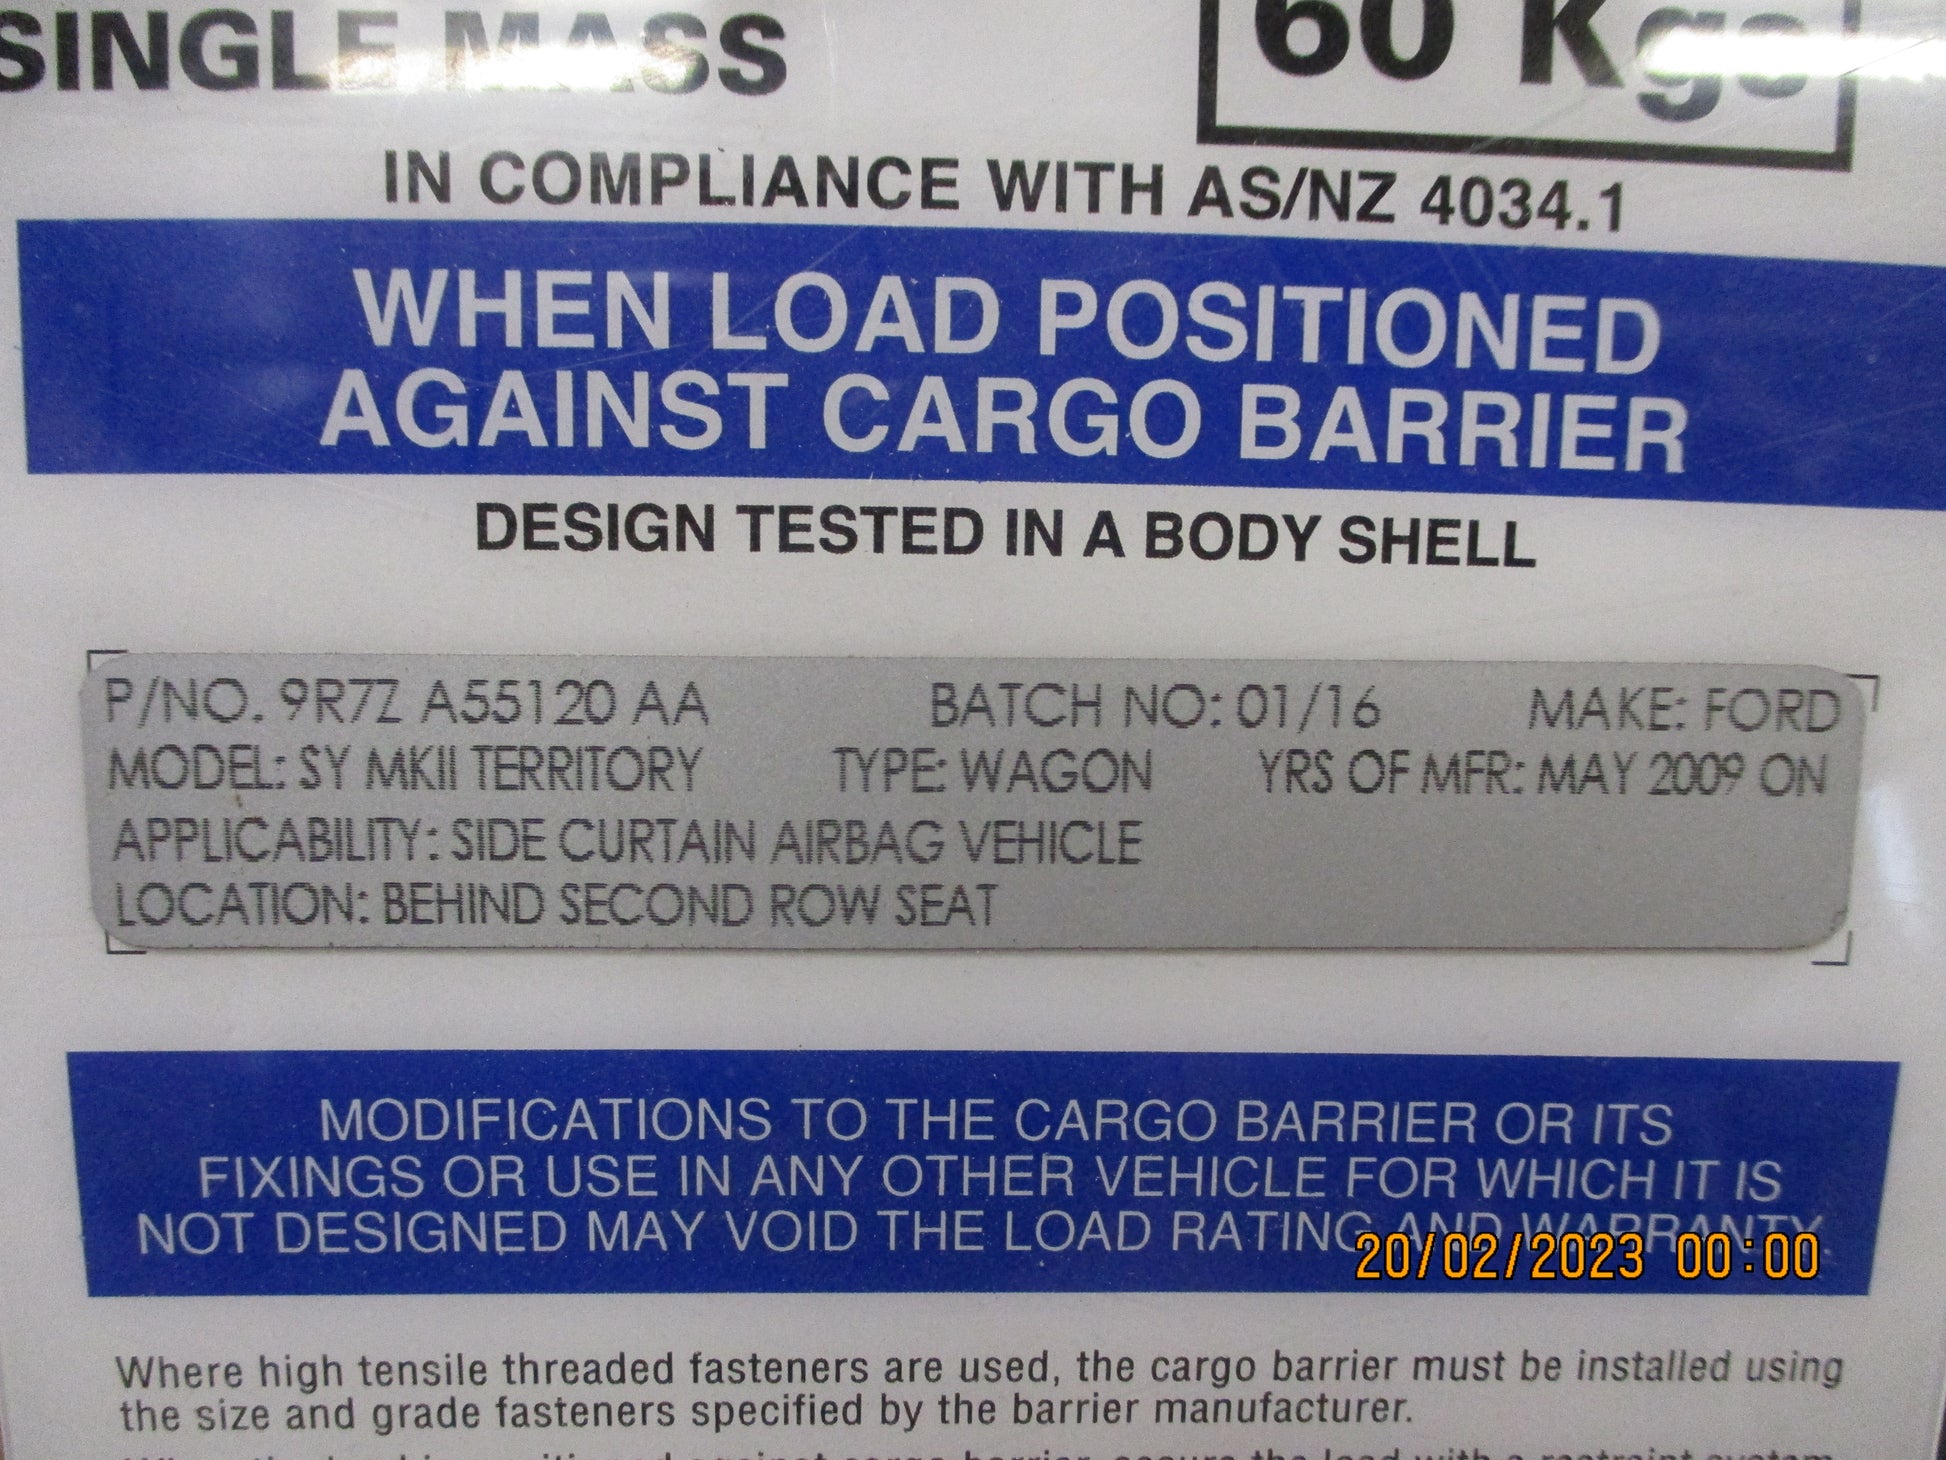 SINGLE MASS 60 Kgs
IN COMPLIANCE WITH AS/NZ 4034.1
WHEN LOAD POSITIONED
AGAINST CARGO BARRIER
DESIGN TESTED IN A BODY SHELL
P/NO. 9R7Z A55120 AA BATCH NO: 01/16 MAKE: FORD
MODEL: SY MKII TERRITORY TYPE: WAGON YRS OF MFR: MAY 2009 ON
APPLICABILITY: SIDE CURTAIN AIRBAG VEHICLE
LOCATION: BEHIND SECOND ROW SEAT
MODIFICATIONS TO THE CARGO BARRIER OR ITS
FIXINGS OR USE IN ANY OTHER VEHICLE FOR WHICH IT IS
NOT DESIGNED MAY VOID THE LOAD RATING AND WARRANTY.
20/02/2023 00:00
Where high tensile threaded fasteners are used, the cargo barrier must be installed using
the size and grade fasteners specified by the barrier manufacturer.